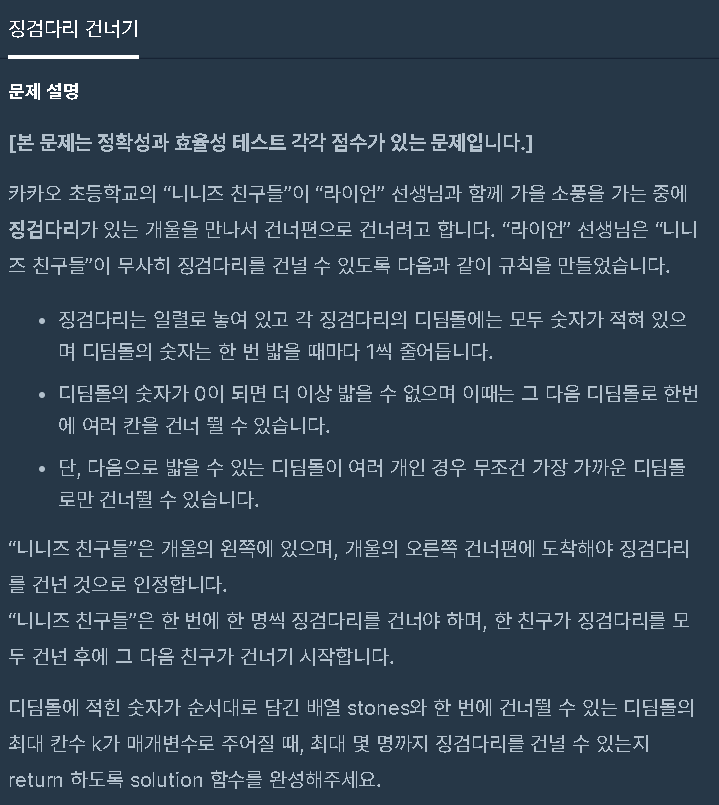 징검다리 건너기
문제 설명
[본 문제는 정확성과 효율성 테스트 각각 점수가 있는 문제입니다.]
카카오 초등학교의 “니니즈 친구들”이 “라이언” 선생님과 함께 가을 소풍을 가는 중에
징검다리가 있는 개울을 만나서 건너편으로 건너려고 합니다. “라이언” 선생님은 “니니
즈 친구들”이 무사히 징검다리를 건널 수 있도록 다음과 같이 규칙을 만들었습니다.
• 징검다리는 일렬로 놓여 있고 각 징검다리의 디딤돌에는 모두 숫자가 적혀 있으
며 디딤돌의 숫자는 한 번 밟을 때마다 1씩 줄어듭니다.
• 디딤돌의 숫자가 0이 되면 더 이상 밟을 수 없으며 이때는 그 다음 디딤돌로 한번
에 여러 칸을 건너 뛸 수 있습니다.
• 단, 다음으로 밟을 수 있는 디딤돌이 여러 개인 경우 무조건 가장 가까운 디딤돌
로만 건너뛸 수 있습니다.
“니니즈 친구들”은 개울의 왼쪽에 있으며, 개울의 오른쪽 건너편에 도착해야 징검다리
를 건넌 것으로 인정합니다.
“니니즈 친구들”은 한 번에 한 명씩 징검다리를 건너야 하며, 한 친구가 징검다리를 모
두 건넌 후에 그 다음 친구가 건너기 시작합니다.
디딤돌에 적힌 숫자가 순서대로 담긴 배열 stones와 한 번에 건너뛸 수 있는 디딤돌의
최대 칸수 k가 매개변수로 주어질 때, 최대 몇 명까지 징검다리를 건널 수 있는지
return 하도록 solution 함수를 완성해주세요.